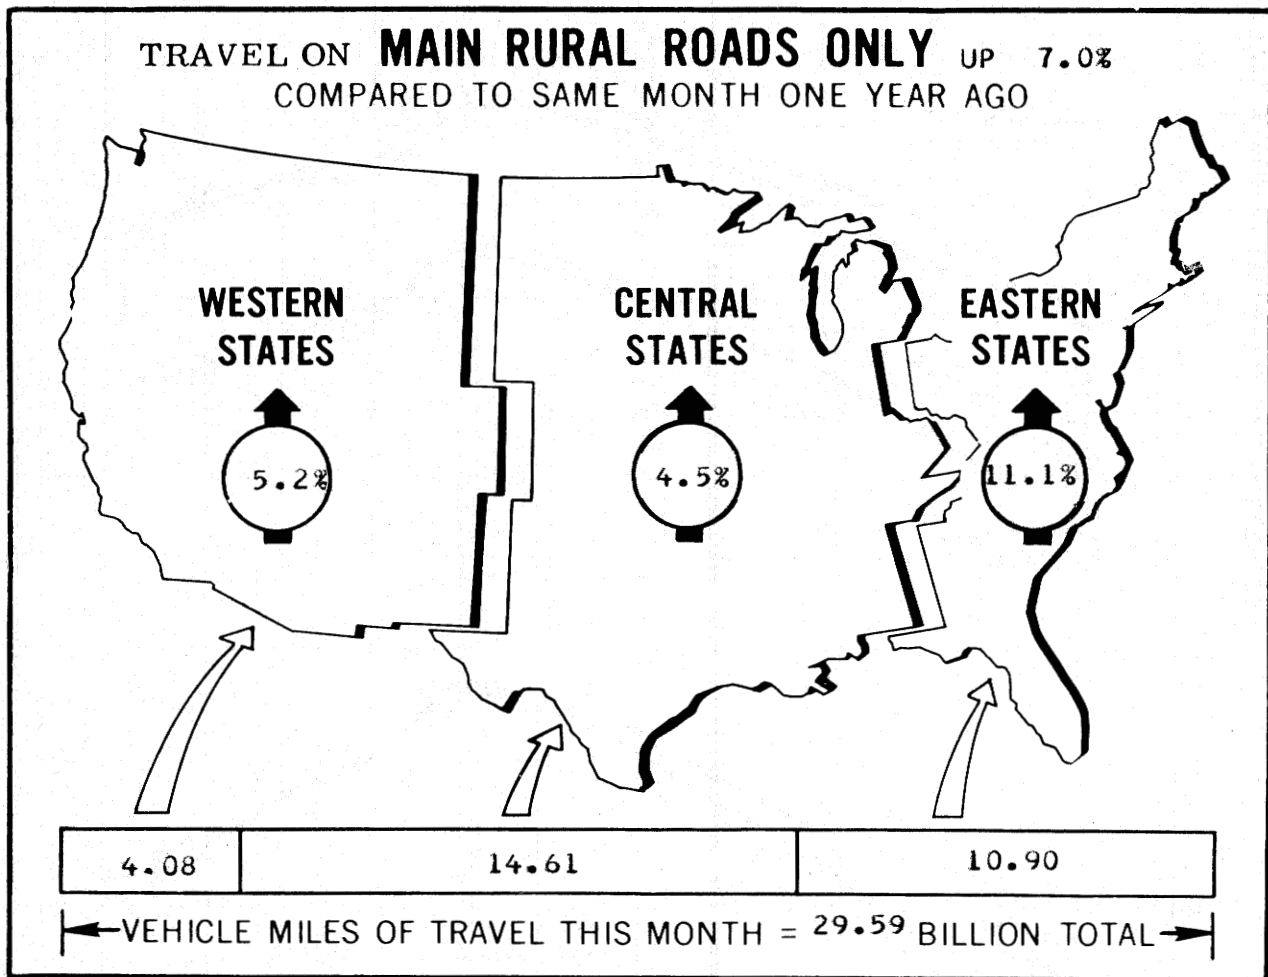 TRAVEL ON MAIN RURAL ROADS ONLY UP 7.0%
COMPARED TO SAME MONTH ONE YEAR AGO
WESTERN
STATES
5.2%
CENTRAL
STATES
4.5%
EASTERN
STATES
11.1%
4.08 14.61 10.90
VEHICLE MILES OF TRAVEL THIS MONTH = 29.59 BILLION TOTAL